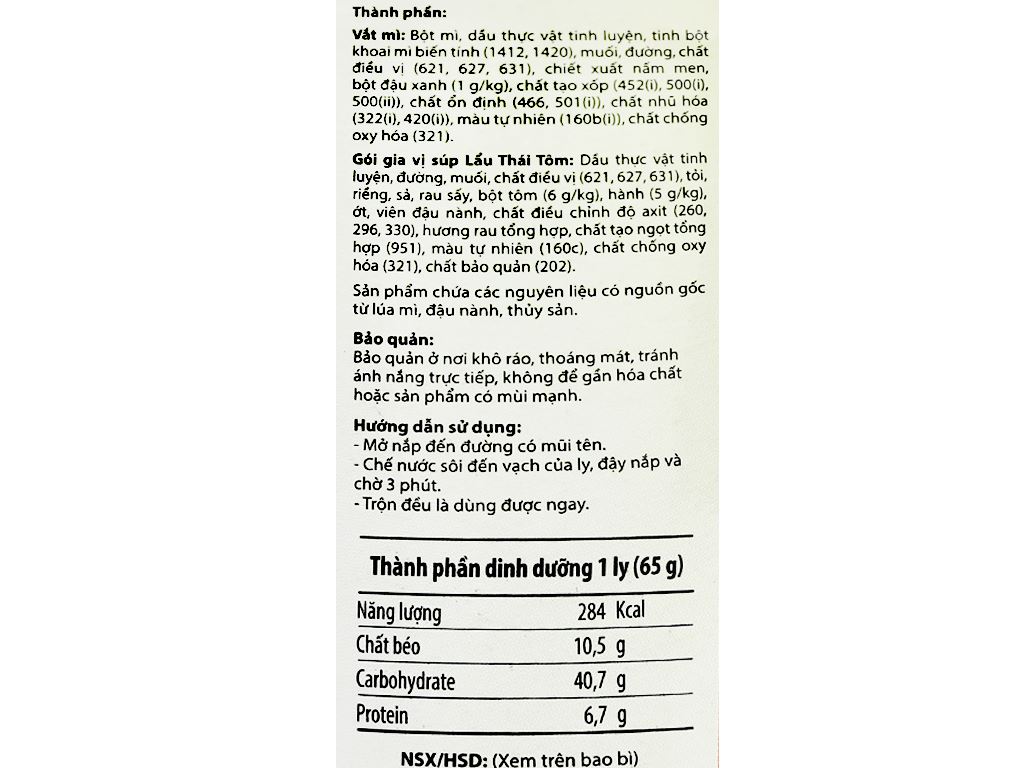 Thành phần:
Vắt mì: Bột mì, dầu thực vật tinh luyện, tinh bột
khoai mì biến tính (1412, 1420), muối, đường, chất
điều vị (621, 627, 631), chiết xuất nấm men,
bột đậu xanh (1 g/kg), chất tạo xốp (452(i), 500(i),
500(ii)), chất ổn định (466, 501(i)), chất nhũ hóa
(322(i), 420(i)), màu tự nhiên (160b(i)), chất chống
oxy hóa (321).
Gói gia vị súp Lẩu Thái Tôm: Dầu thực vật tinh
luyện, đường, muối, chất điều vị (621, 627, 631), tỏi,
riềng, sả, rau sấy, bột tôm (6 g/kg), hành (5 g/kg),
ớt, viên đậu nành, chất điều chỉnh độ axit (260,
296, 330), hương rau tổng hợp, chất tạo ngọt tổng
hợp (951), màu tự nhiên (160c), chất chống oxy
hóa (321), chất bảo quản (202).
Sản phẩm chứa các nguyên liệu có nguồn gốc
từ lúa mì, đậu nành, thủy sản.
Bảo quản:
Bảo quản ở nơi khô ráo, thoáng mát, tránh
ánh nắng trực tiếp, không để gần hóa chất
hoặc sản phẩm có mùi mạnh.
Hướng dẫn sử dụng:
- Mở nắp đến đường có mũi tên.
- Chế nước sôi đến vạch của ly, đậy nắp và
chờ 3 phút.
- Trộn đều là dùng được ngay.
Thành phần dinh dưỡng 1 ly (65 g)
Năng lượng 284 Kcal
Chất béo 10,5 g
Carbohydrate 40,7 g
Protein 6,7 g
NSX/HSD: (Xem trên bao bì)